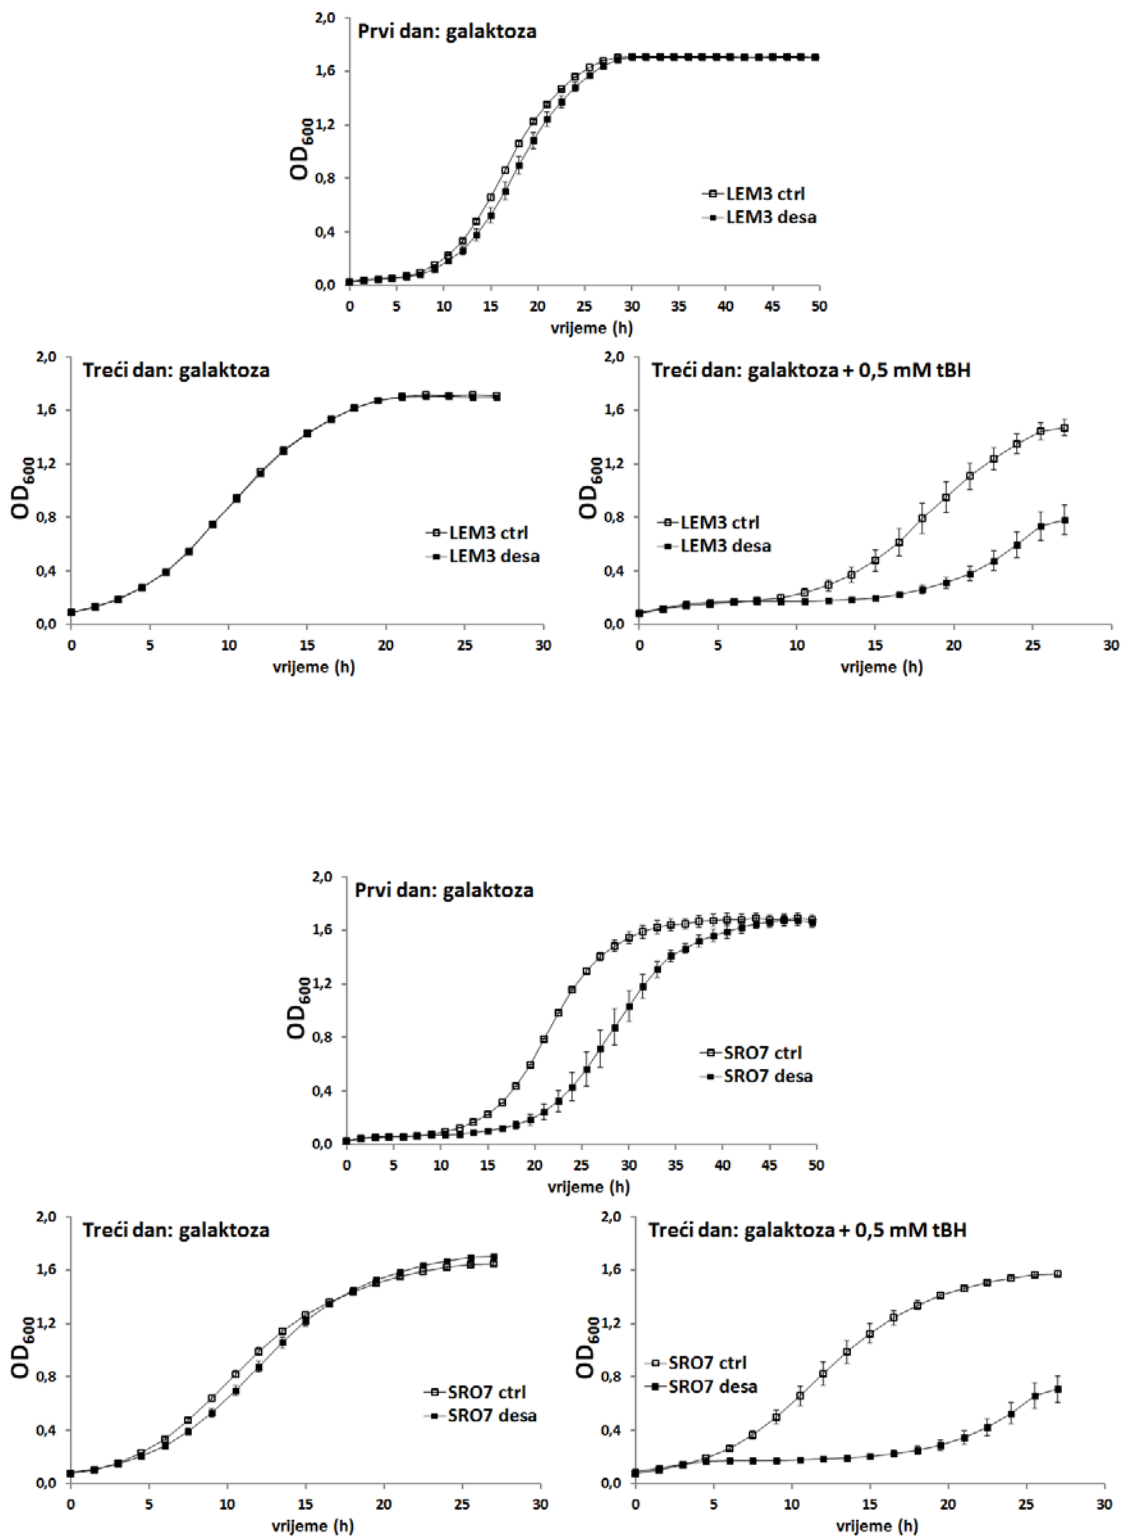 Prvi dan: galaktoza
2,0
1,6
1,2
0,8
0,4
0,0
OD600
LEM3 ctrl
LEM3 desa
0 5 10 15 20 25 30 35 40 45 50
vrijeme (h)
Treći dan: galaktoza
2,0
1,6
1,2
0,8
0,4
0,0
OD600
LEM3 ctrl
LEM3 desa
0 5 10 15 20 25 30
vrijeme (h)
Treći dan: galaktoza + 0,5 mM tBH
2,0
1,6
1,2
0,8
0,4
0,0
OD600
LEM3 ctrl
LEM3 desa
0 5 10 15 20 25 30
vrijeme (h)
Prvi dan: galaktoza
2,0
1,6
1,2
0,8
0,4
0,0
OD600
SRO7 ctrl
SRO7 desa
0 5 10 15 20 25 30 35 40 45 50
vrijeme (h)
Treći dan: galaktoza
2,0
1,6
1,2
0,8
0,4
0,0
OD600
SRO7 ctrl
SRO7 desa
0 5 10 15 20 25 30
vrijeme (h)
Treći dan: galaktoza + 0,5 mM tBH
2,0
1,6
1,2
0,8
0,4
0,0
OD600
SRO7 ctrl
SRO7 desa
0 5 10 15 20 25 30
vrijeme (h)